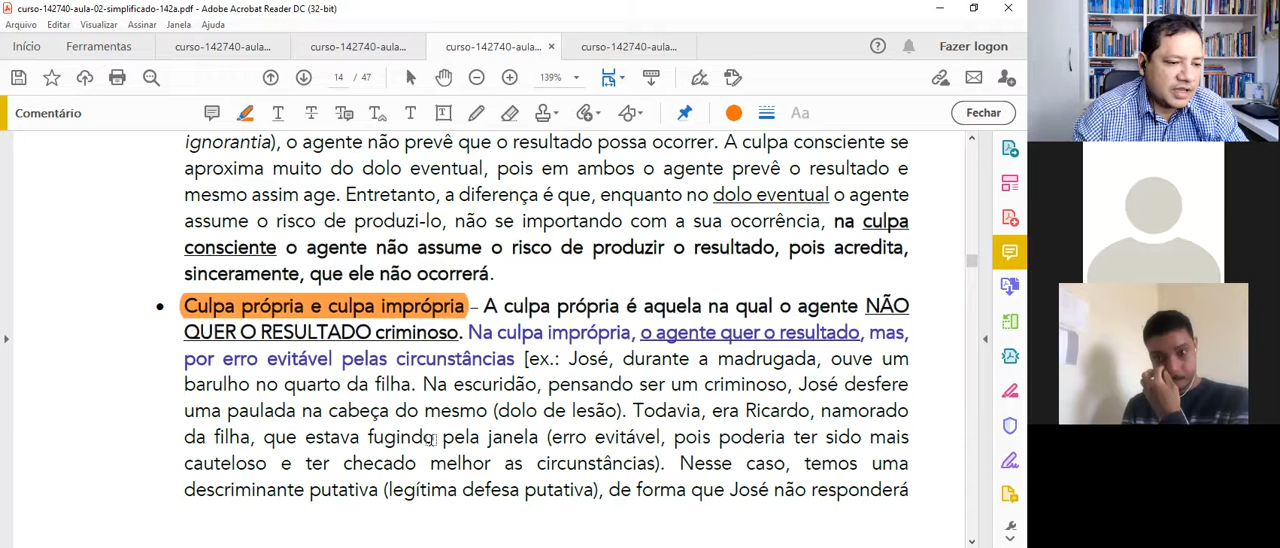 curso-142740-aula-02-simplificado-142a.pdf - Adobe Acrobat Reader DC (32-bit)
Arquivo Editar Visualizar Assinar Janela Ajuda
Início Ferramentas curso-142740-aula... curso-142740-aula... curso-142740-aula... × curso-142740-aula... Fazer logon
14 / 47 139%
Comentário Aa Fechar
ignorantia), o agente não prevê que o resultado possa ocorrer. A culpa consciente se
aproxima muito do dolo eventual, pois em ambos o agente prevê o resultado e
mesmo assim age. Entretanto, a diferença é que, enquanto no dolo eventual o agente
assume o risco de produzi-lo, não se importando com a sua ocorrência, na culpa
consciente o agente não assume o risco de produzir o resultado, pois acredita,
sinceramente, que ele não ocorrerá.
• Culpa própria e culpa imprópria – A culpa própria é aquela na qual o agente NÃO
QUER O RESULTADO criminoso. Na culpa imprópria, o agente quer o resultado, mas,
por erro evitável pelas circunstâncias [ex.: José, durante a madrugada, ouve um
barulho no quarto da filha. Na escuridão, pensando ser um criminoso, José desfere
uma paulada na cabeça do mesmo (dolo de lesão). Todavia, era Ricardo, namorado
da filha, que estava fugindo pela janela (erro evitável, pois poderia ter sido mais
cauteloso e ter checado melhor as circunstâncias). Nesse caso, temos uma
descriminante putativa (legítima defesa putativa), de forma que José não responderá